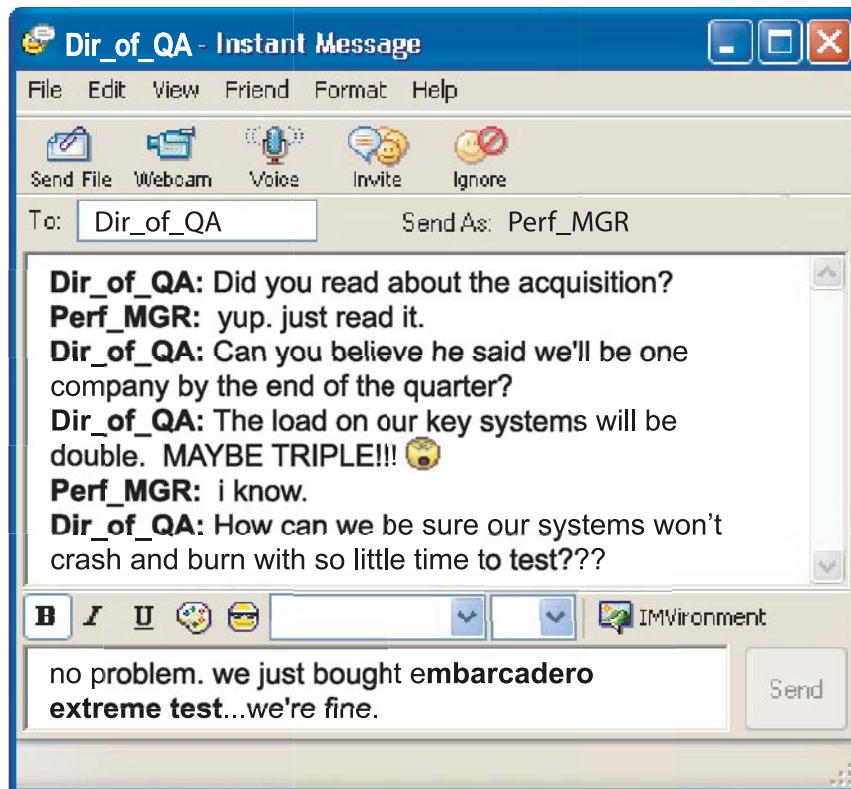 Dir_of_QA - Instant Message
File Edit View Friend Format Help
Send File Webcam Voice Invite Ignore
To: Dir_of_QA Send As: Perf_MGR
Dir_of_QA: Did you read about the acquisition?
Perf_MGR: yup. just read it.
Dir_of_QA: Can you believe he said we'll be one
company by the end of the quarter?
Dir_of_QA: The load on our key systems will be
double. MAYBE TRIPLE!!!
Perf_MGR: i know.
Dir_of_QA: How can we be sure our systems won't
crash and burn with so little time to test???
B I U IMVironment
no problem. we just bought embarcadero
extreme test...we're fine.
Send